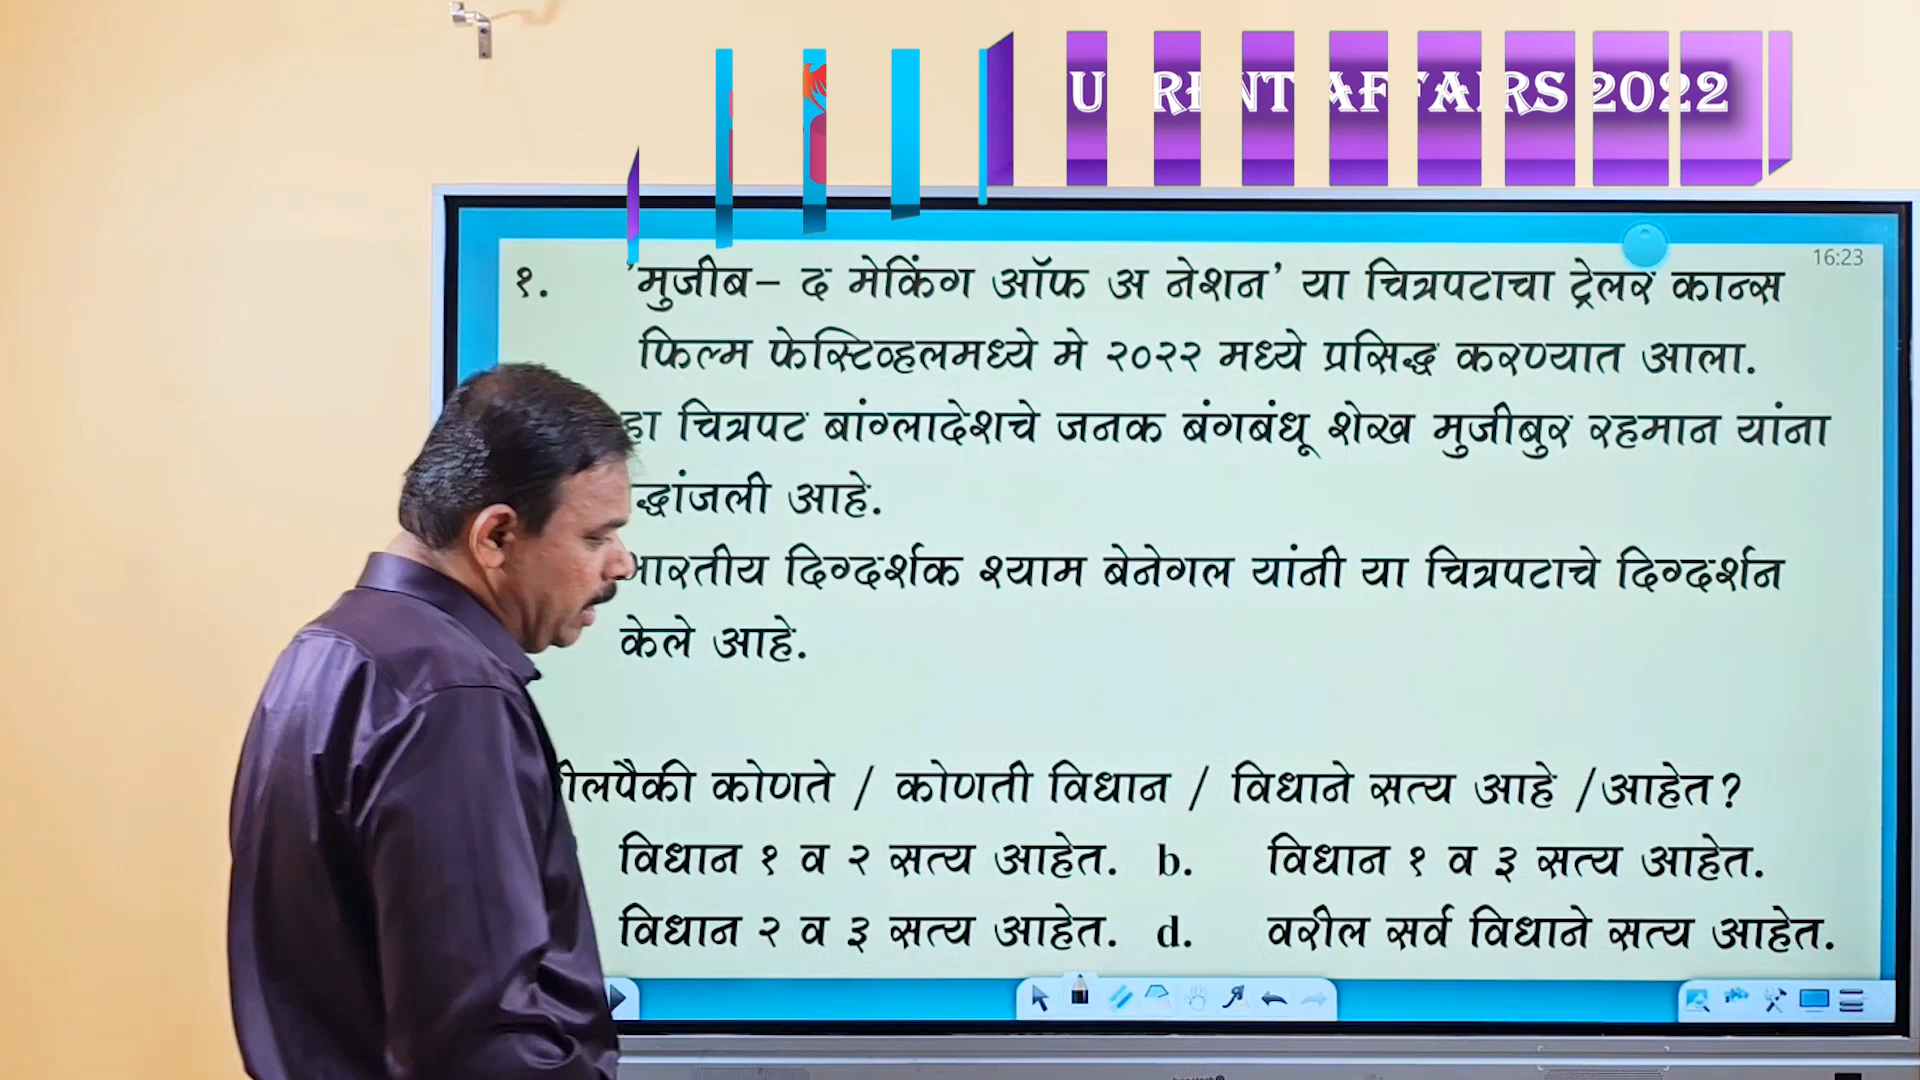 U RENT AFFAIRS 2022
16:23
१. 'मुजीब– द मेकिंग ऑफ अ नेशन' या चित्रपटाचा ट्रेलर कान्स
फिल्म फेस्टिव्हलमध्ये मे २०२२ मध्ये प्रसिद्ध करण्यात आला.
हा चित्रपट बांग्लादेशचे जनक बंगबंधू शेख मुजीबुर रहमान यांना
द्धांजली आहे.
भारतीय दिग्दर्शक श्याम बेनेगल यांनी या चित्रपटाचे दिग्दर्शन
केले आहे.
ीलपैकी कोणते / कोणती विधान / विधाने सत्य आहे /आहेत?
विधान १ व २ सत्य आहेत. b. विधान १ व ३ सत्य आहेत.
विधान २ व ३ सत्य आहेत. d. वरील सर्व विधाने सत्य आहेत.